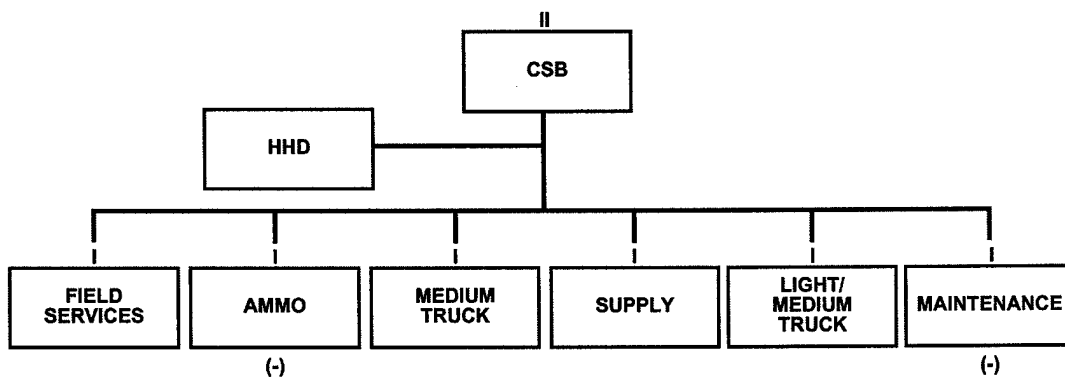 II
CSB
HHD
I I I I I I
FIELD
SERVICES
AMMO
MEDIUM
TRUCK
SUPPLY
LIGHT/
MEDIUM
TRUCK
MAINTENANCE
(-) (-)